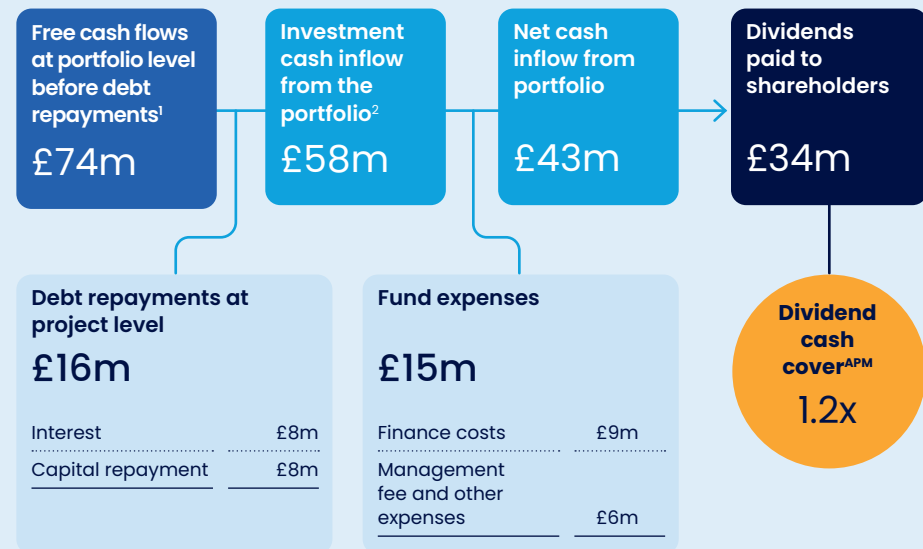 Free cash flows
at portfolio level
before debt
repayments¹
£74m
Investment
cash inflow
from the
portfolio²
£58m
Net cash
inflow from
portfolio
£43m
Dividends
paid to
shareholders
£34m
Debt repayments at
project level
£16m
Interest £8m
Capital repayment £8m
Fund expenses
£15m
Finance costs £9m
Management
fee and other
expenses £6m
Dividend
cash
coverAPM
1.2x